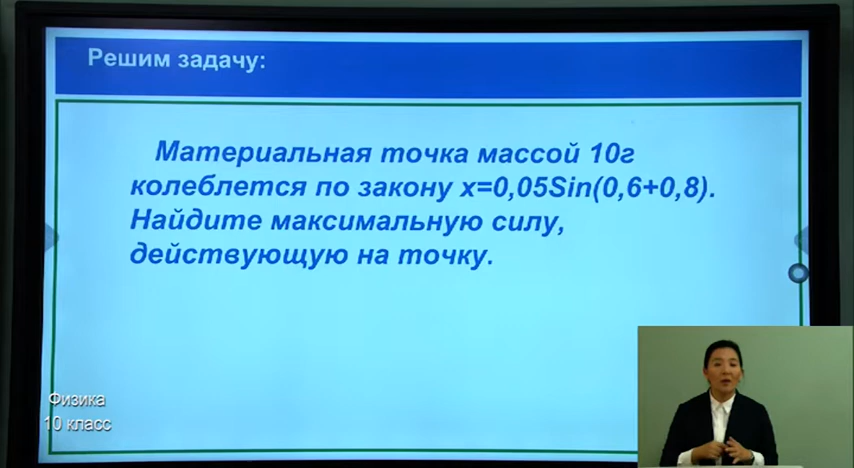 Решим задачу:
Материальная точка массой 10г
колеблется по закону x=0,05Sin(0,6+0,8).
Найдите максимальную силу,
действующую на точку.
Физика
10 класс